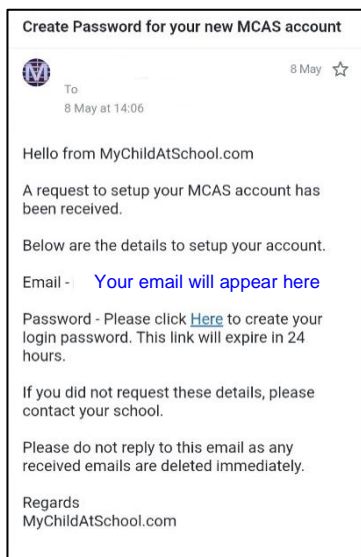 Create Password for your new MCAS account
M
8 May
To
8 May at 14:06
Hello from MyChildAtSchool.com
A request to setup your MCAS account has
been received.
Below are the details to setup your account.
Email - Your email will appear here
Password - Please click Here to create your
login password. This link will expire in 24
hours.
If you did not request these details, please
contact your school.
Please do not reply to this email as any
received emails are deleted immediately.
Regards
MyChildAtSchool.com